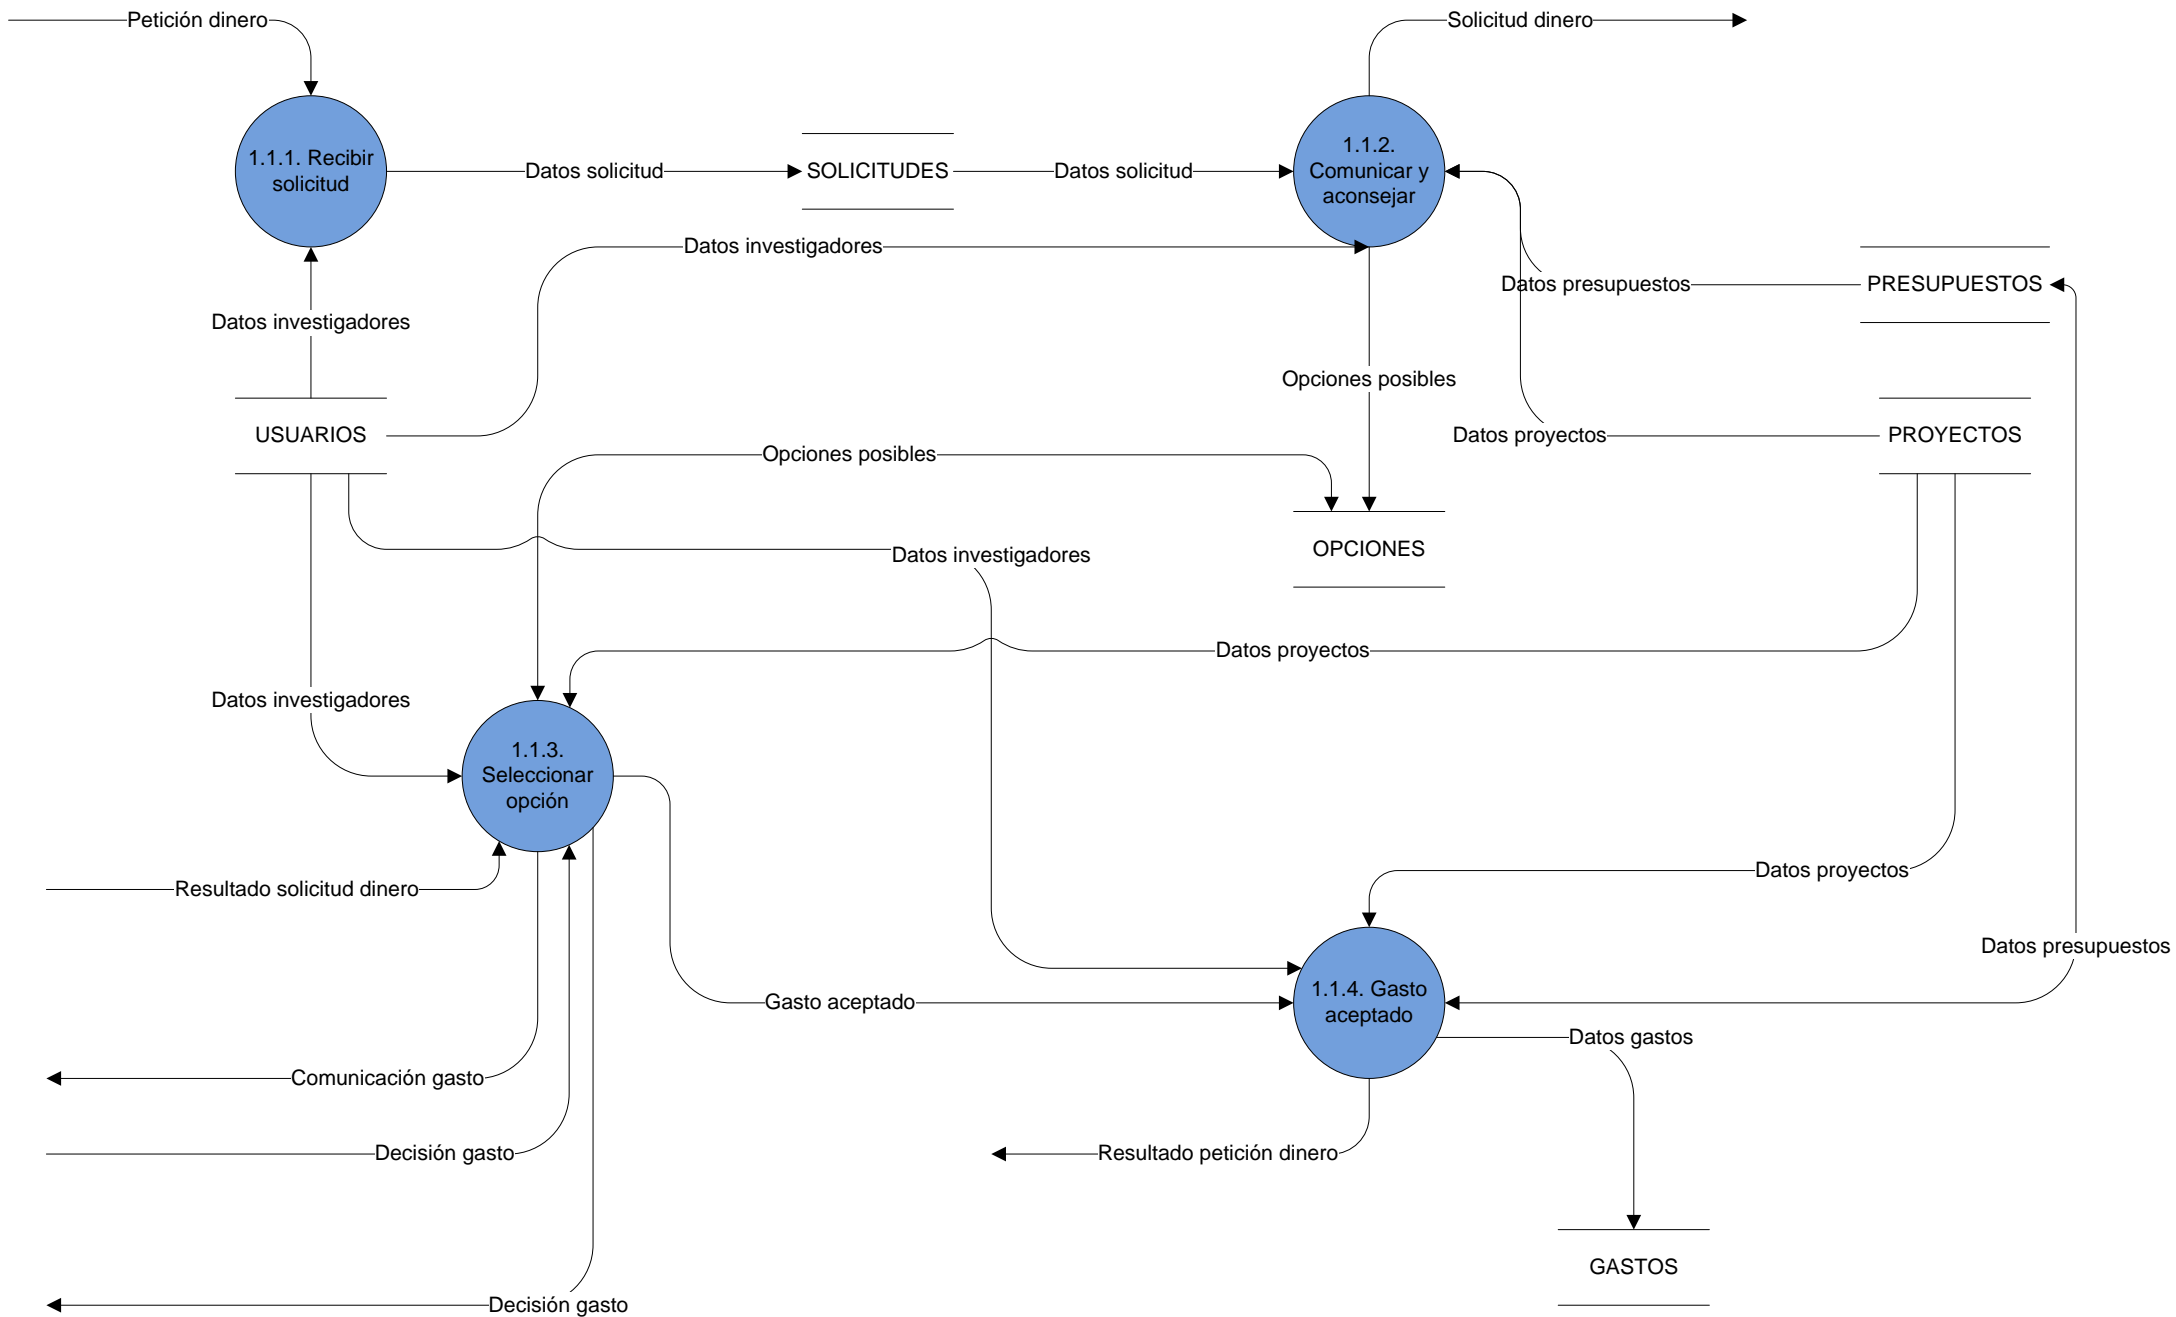 Petición dinero
Solicitud dinero
1.1.1. Recibir
solicitud
Datos solicitud
SOLICITUDES
Datos solicitud
1.1.2.
Comunicar y
aconsejar
Datos investigadores
Datos presupuestos
PRESUPUESTOS
Datos investigadores
Opciones posibles
USUARIOS
Opciones posibles
Datos proyectos
PROYECTOS
Datos investigadores
OPCIONES
Datos proyectos
Datos investigadores
1.1.3.
Seleccionar
opción
Resultado solicitud dinero
Datos proyectos
Datos presupuestos
Gasto aceptado
1.1.4. Gasto
aceptado
Datos gastos
Comunicación gasto
Decisión gasto
Resultado petición dinero
GASTOS
Decisión gasto